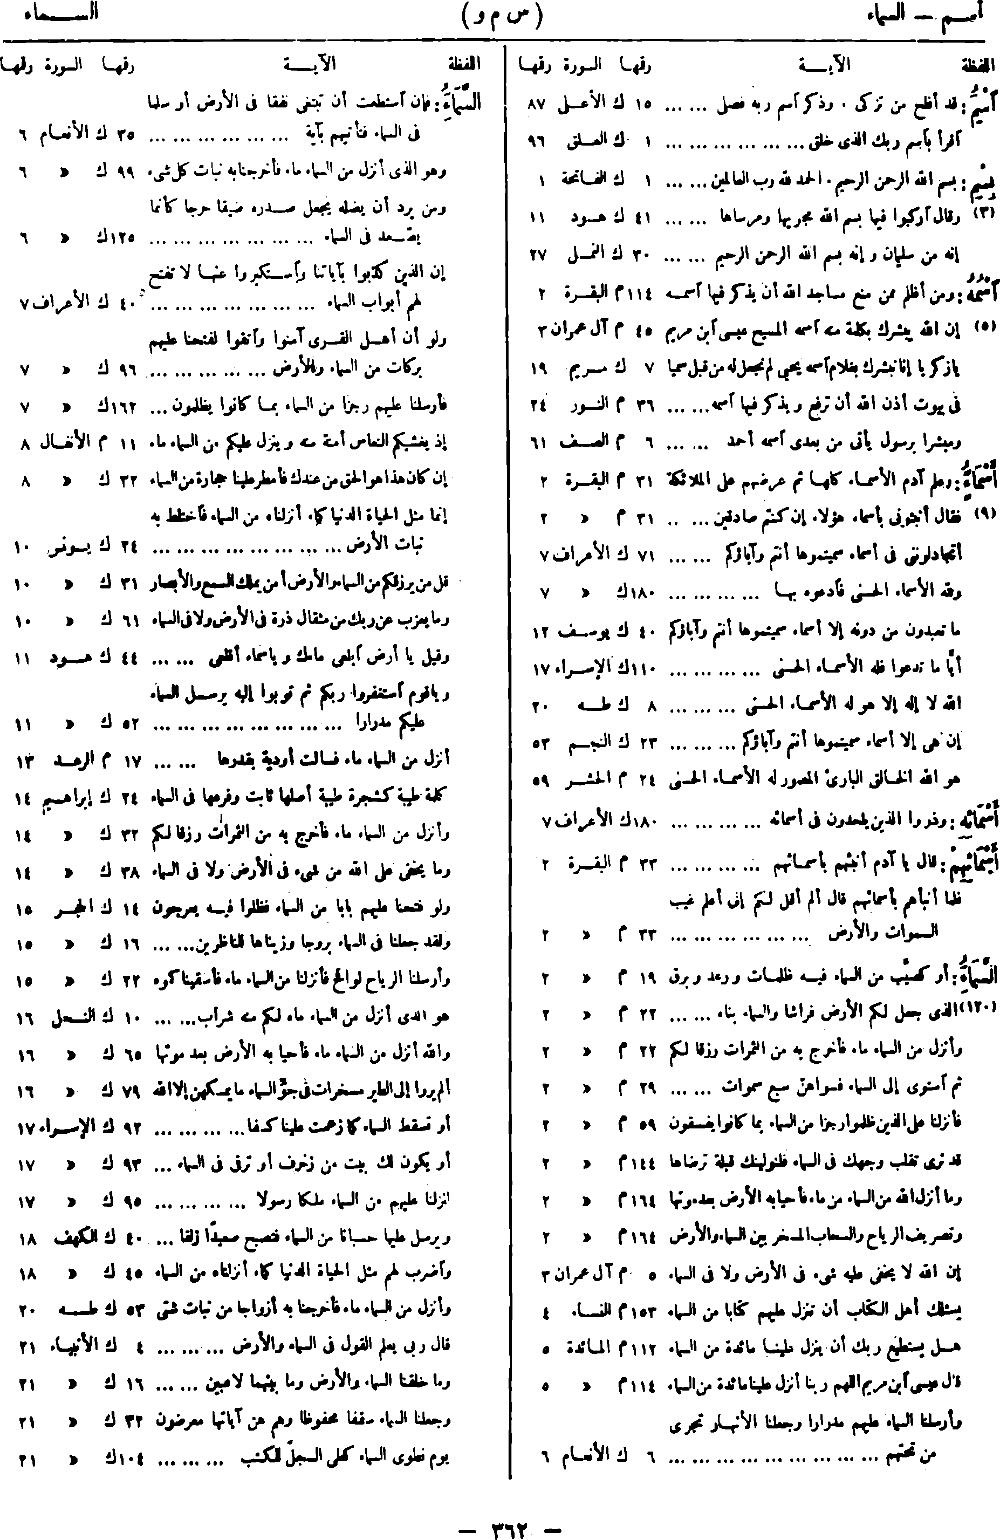 اسم — السماء (س م و) السماء
اللفظة الآيـــة رقمها السورة رقمها
اَسْمُ: قد أفلح من تزكى ۰ وذكر اسم ربه فصلى ... ... ١٥ ك الأعلى ٨٧
اقرأ باسم ربك الذى خلق ... ... ... ... ... ١ ك العلق ٩٦
بِسْمِ: بسم الله الرحمن الرحيم ۰ الحمد لله رب العالمين ... ... ١ ك الفاتحة ١
(٣) وقال اركبوا فيها بسم الله مجريها ومرساها ... ... ٤١ ك هود ١١
إنه من سليمان وإنه بسم الله الرحمن الرحيم ... ... ٣٠ ك النمل ٢٧
اَسْمُهُ: ومن أظلم ممن منع مساجد الله أن يذكر فيها اسمه ١١٤ م البقرة ٢
(٥) إن الله يبشرك بكلمة منه اسمه المسيح عيسى ابن مريم ٤٥ م آل عمران ٣
يا زكريا إنا نبشرك بغلام اسمه يحيى لم نجعل له من قبل سميا ٧ ك مريم ١٩
فى بيوت أذن الله أن ترفع ويذكر فيها اسمه ... ... ٣٦ م النور ٢٤
ومبشرا برسول يأتى من بعدى اسمه أحمد ... ... ٦ م الصف ٦١
أَسْمَاءُ: وعلم آدم الأسماء كلها ثم عرضهم على الملائكة ٣١ م البقرة ٢
(٩) فقال أنبئونى بأسماء هؤلاء إن كنتم صادقين ... .. ٣١ م » ٢
أتجادلوننى فى أسماء سميتموها أنتم وآباؤكم ... ... ٧١ ك الأعراف ٧
ولله الأسماء الحسنى فادعوه بها ... ... ... ... ١٨٠ ك » ٧
ما تعبدون من دونه إلا أسماء سميتموها أنتم وآباؤكم ٤٠ ك يوسف ١٢
أيًّا ما تدعوا فله الأسماء الحسنى ... ... ... ... ١١٠ ك الإسراء ١٧
الله لا إله إلا هو له الأسماء الحسنى ... ... ... ٨ ك طه ٢٠
إن هى إلا أسماء سميتموها أنتم وآباؤكم ... ... ... ٢٣ ك النجم ٥٣
هو الله الخالق البارئ المصور له الأسماء الحسنى ٢٤ م الحشر ٥٩
أَسْمَائِهِ: وذروا الذين يلحدون فى أسمائه ... ... ... ... ١٨٠ ك الأعراف ٧
أَسْمَائِهِمْ: قال يا آدم أنبئهم بأسمائهم ... ... ... ... ٣٣ م البقرة ٢
فلما أنبأهم بأسمائهم قال ألم أقل لكم إنى أعلم غيب
السموات والأرض ... ... ... ... ... ... ٣٣ م » ٢
السَّمَاءُ: أو كصيِّب من السماء فيه ظلمات ورعد وبرق ١٩ م » ٢
(١٢٠) الذى جعل لكم الأرض فراشا والسماء بناء ... ... ٢٢ م » ٢
وأنزل من السماء ماء فأخرج به من الثمرات رزقا لكم ٢٢ م » ٢
ثم استوى إلى السماء فسواهنّ سبع سموات ... ... ٢٩ م » ٢
فأنزلنا على الذين ظلموا رجزا من السماء بما كانوا يفسقون ٥٩ م » ٢
قد نرى تقلب وجهك فى السماء فلنولينك قبلة ترضاها ١٤٤ م » ٢
وما أنزل الله من السماء من ماء فأحيا به الأرض بعد موتها ١٦٤ م » ٢
وتصريف الرياح والسحاب المسخر بين السماء والأرض ١٦٤ م » ٢
إن الله لا يخفى عليه شىء فى الأرض ولا فى السماء ٥ م آل عمران ٣
يسئلك أهل الكتاب أن تنزل عليهم كتابا من السماء ١٥٣ م النساء ٤
هل يستطيع ربك أن ينزل علينا مائدة من السماء ١١٢ م المائدة ٥
قال عيسى ابن مريم اللهم ربنا أنزل علينا مائدة من السماء ١١٤ م » ٥
وأرسلنا السماء عليهم مدرارا وجعلنا الأنهار تجرى
من تحتهم ... ... ... ... ... ... ... ... ... ٦ ك الأنعام ٦
اللفظة الآيـــة رقمها السورة رقمها
السَّمَاءِ: فإن استطعت أن تبتغى نفقا فى الأرض أو سلما
فى السماء فتأتيهم بآية ... ... ... ... ... ... ٣٥ ك الأنعام ٦
وهو الذى أنزل من السماء ماء فأخرجنا به نبات كل شىء ٩٩ ك » ٦
ومن يرد أن يضله يجعل صدره ضيقا حرجا كأنما
يصّعد فى السماء ... ... ... ... ... ... ... ١٢٥ ك » ٦
إن الذين كذبوا بآياتنا واستكبروا عنها لا تفتح
لهم أبواب السماء ... ... ... ... ... ... ... ٤٠ ك الأعراف ٧
ولو أن أهل القرى آمنوا واتقوا لفتحنا عليهم
بركات من السماء والأرض ... ... ... ... ... ٩٦ ك » ٧
فأرسلنا عليهم رجزا من السماء بما كانوا يظلمون ... ١٦٢ ك » ٧
إذ يغشيكم النعاس أمنة منه وينزل عليكم من السماء ماء ١١ م الأنفال ٨
إن كان هذا هو الحق من عندك فأمطر علينا حجارة من السماء ٣٢ ك » ٨
إنما مثل الحياة الدنيا كماء أنزلناه من السماء فاختلط به
نبات الأرض ... ... ... ... ... ... ... ... ٢٤ ك يونس ١٠
قل من يرزقكم من السماء والأرض أمن يملك السمع والأبصار ٣١ ك » ١٠
وما يعزب عن ربك من مثقال ذرة فى الأرض ولا فى السماء ٦١ ك » ١٠
وقيل يا أرض ابلعى ماءك وياسماء أقلعى ... ... ٤٤ ك هود ١١
وياقوم استغفروا ربكم ثم توبوا إليه يرسل السماء
عليكم مدرارا ... ... ... ... ... ... ... ... ٥٢ ك » ١١
أنزل من السماء ماء فسالت أودية بقدرها ... ... ١٧ م الرعد ١٣
كلمة طيبة كشجرة طيبة أصلها ثابت وفرعها فى السماء ٢٤ ك إبراهيم ١٤
وأنزل من السماء ماء فأخرج به من الثمرات رزقا لكم ٣٢ ك » ١٤
وما يخفى على الله من شىء فى الأرض ولا فى السماء ٣٨ ك » ١٤
ولو فتحنا عليهم بابا من السماء فظلوا فيه يعرجون ١٤ ك الحجر ١٥
ولقد جعلنا فى السماء بروجا وزيناها للناظرين ... ... ١٦ ك » ١٥
وأرسلنا الرياح لواقح فأنزلنا من السماء ماء فأسقيناكموه ٢٢ ك » ١٥
هو الذى أنزل من السماء ماء لكم منه شراب ... ... ١٠ ك النحل ١٦
والله أنزل من السماء ماء فأحيا به الأرض بعد موتها ٦٥ ك » ١٦
ألم يروا إلى الطير مسخرات فى جوّ السماء ما يمسكهن إلا الله ٧٩ ك » ١٦
أو تسقط السماء كما زعمت علينا كسفا ... ... ... ... ٩٢ ك الإسراء ١٧
أو يكون لك بيت من زخرف أو ترقى فى السماء ... ٩٣ ك » ١٧
لنزلنا عليهم من السماء ملكا رسولا ... ... ... ... ٩٥ ك » ١٧
ويرسل عليها حسبانا من السماء فتصبح صعيدًا زلقا ... ٤٠ ك الكهف ١٨
واضرب لهم مثل الحياة الدنيا كماء أنزلناه من السماء ٤٥ ك » ١٨
وأنزل من السماء ماء فأخرجنا به أزواجا من نبات شتى ٥٣ ك طه ٢٠
قال ربى يعلم القول فى السماء والأرض ... ... ... ٤ ك الأنبياء ٢١
وما خلقنا السماء والأرض وما بينهما لاعبين ... ... ١٦ ك » ٢١
وجعلنا السماء سقفا محفوظا وهم عن آياتها معرضون ٣٢ ك » ٢١
يوم نطوى السماء كطى السجلّ للكتب ... ... ... ١٠٤ ك » ٢١
— ٣٦٢ —